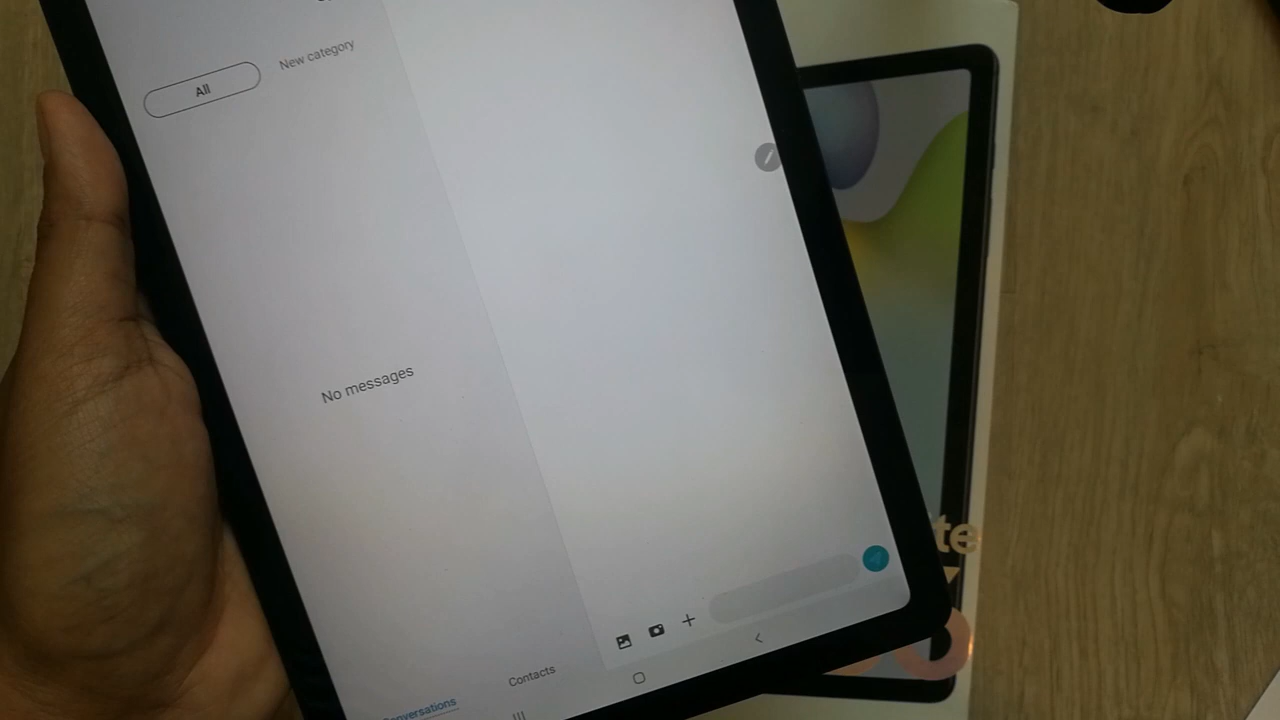 All
New category
No messages
Contacts
Conversations